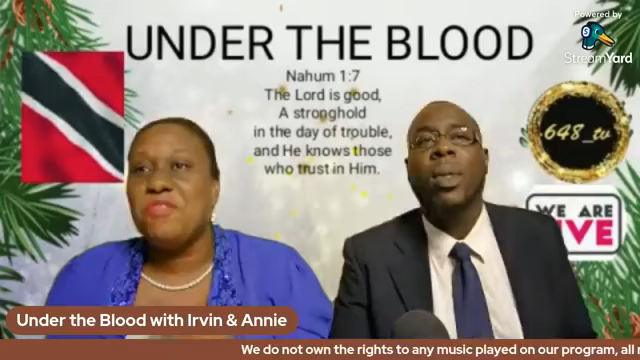 Powered by
StreamYard
UNDER THE BLOOD
Nahum 1:7
The Lord is good,
A stronghold
in the day of trouble,
and He knows those
who trust in Him.
648_tv
WE ARE
Under the Blood with Irvin & Annie
We do not own the rights to any music played on our program, all